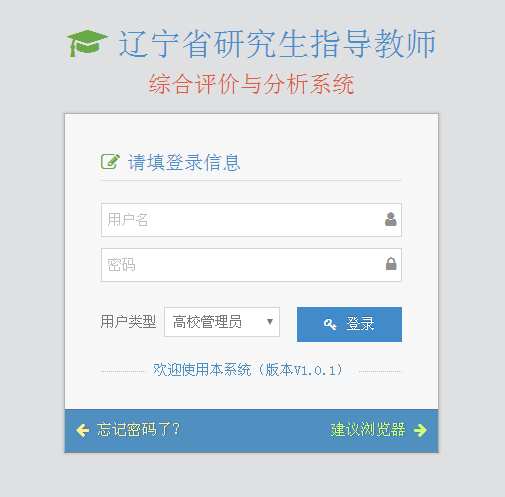 辽宁省研究生指导教师
综合评价与分析系统
请填登录信息
用户名
密码
用户类型 高校管理员 登录
欢迎使用本系统（版本V1.0.1）
忘记密码了? 建议浏览器